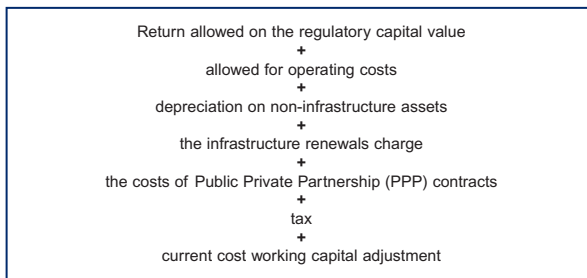 Return allowed on the regulatory capital value
+
allowed for operating costs
+
depreciation on non-infrastructure assets
+
the infrastructure renewals charge
+
the costs of Public Private Partnership (PPP) contracts
+
tax
+
current cost working capital adjustment